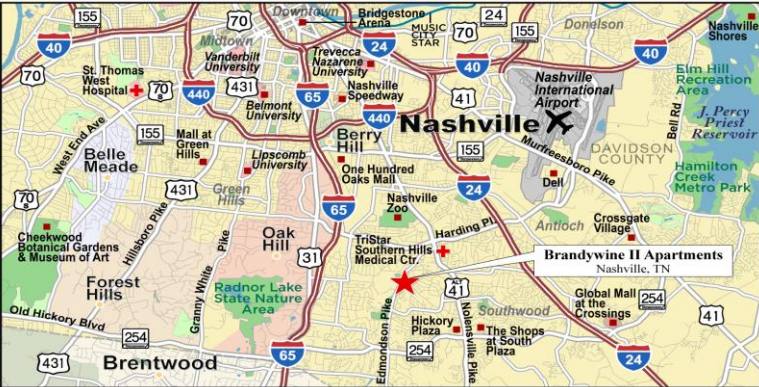 Downtown
Bridgestone
Arena
155
70
MUSIC
CITY
STAR
24
70
155
Donelson
Nashville
Shores
40
Midtown
24
40
40
70
Vanderbilt
University
Trevecca
Nazarene
University
Elm Hill
Recreation
Area
St. Thomas
West
Hospital
70
B
440
431
65
Nashville
Speedway
41
Nashville
International
Airport
Belmont
University
440
Bell Rd
J. Percy
Priest
Reservoir
West End Ave
155
Mall at
Green
Hills
Berry
Hill
Nashville
155
Murfreesboro Pike
DAVIDSON
COUNTY
Belle
Meade
Lipscomb
University
One Hundred
Oaks Mall
Dell
Hamilton
Creek
Metro Park
70
B
431
Green
Hills
65
Nashville
Zoo
24
Harding Pl.
Antioch
Crossgate
Village
Cheekwood
Botanical Gardens
& Museum of Art
Hillsboro Pike
Oak
Hill
31
TriStar
Southern Hills
Medical Ctr.
Brandywine II Apartments
Nashville, TN
Forest
Hills
Granny White Pike
Radnor Lake
State Nature
Area
ALT
41
Global Mall
at the
Crossings
254
41
Old Hickory Blvd
254
Edmondson Pike
Hickory
Plaza
Nolensville Pike
Southwood
The Shops
at South
Plaza
431
Brentwood
65
254
24